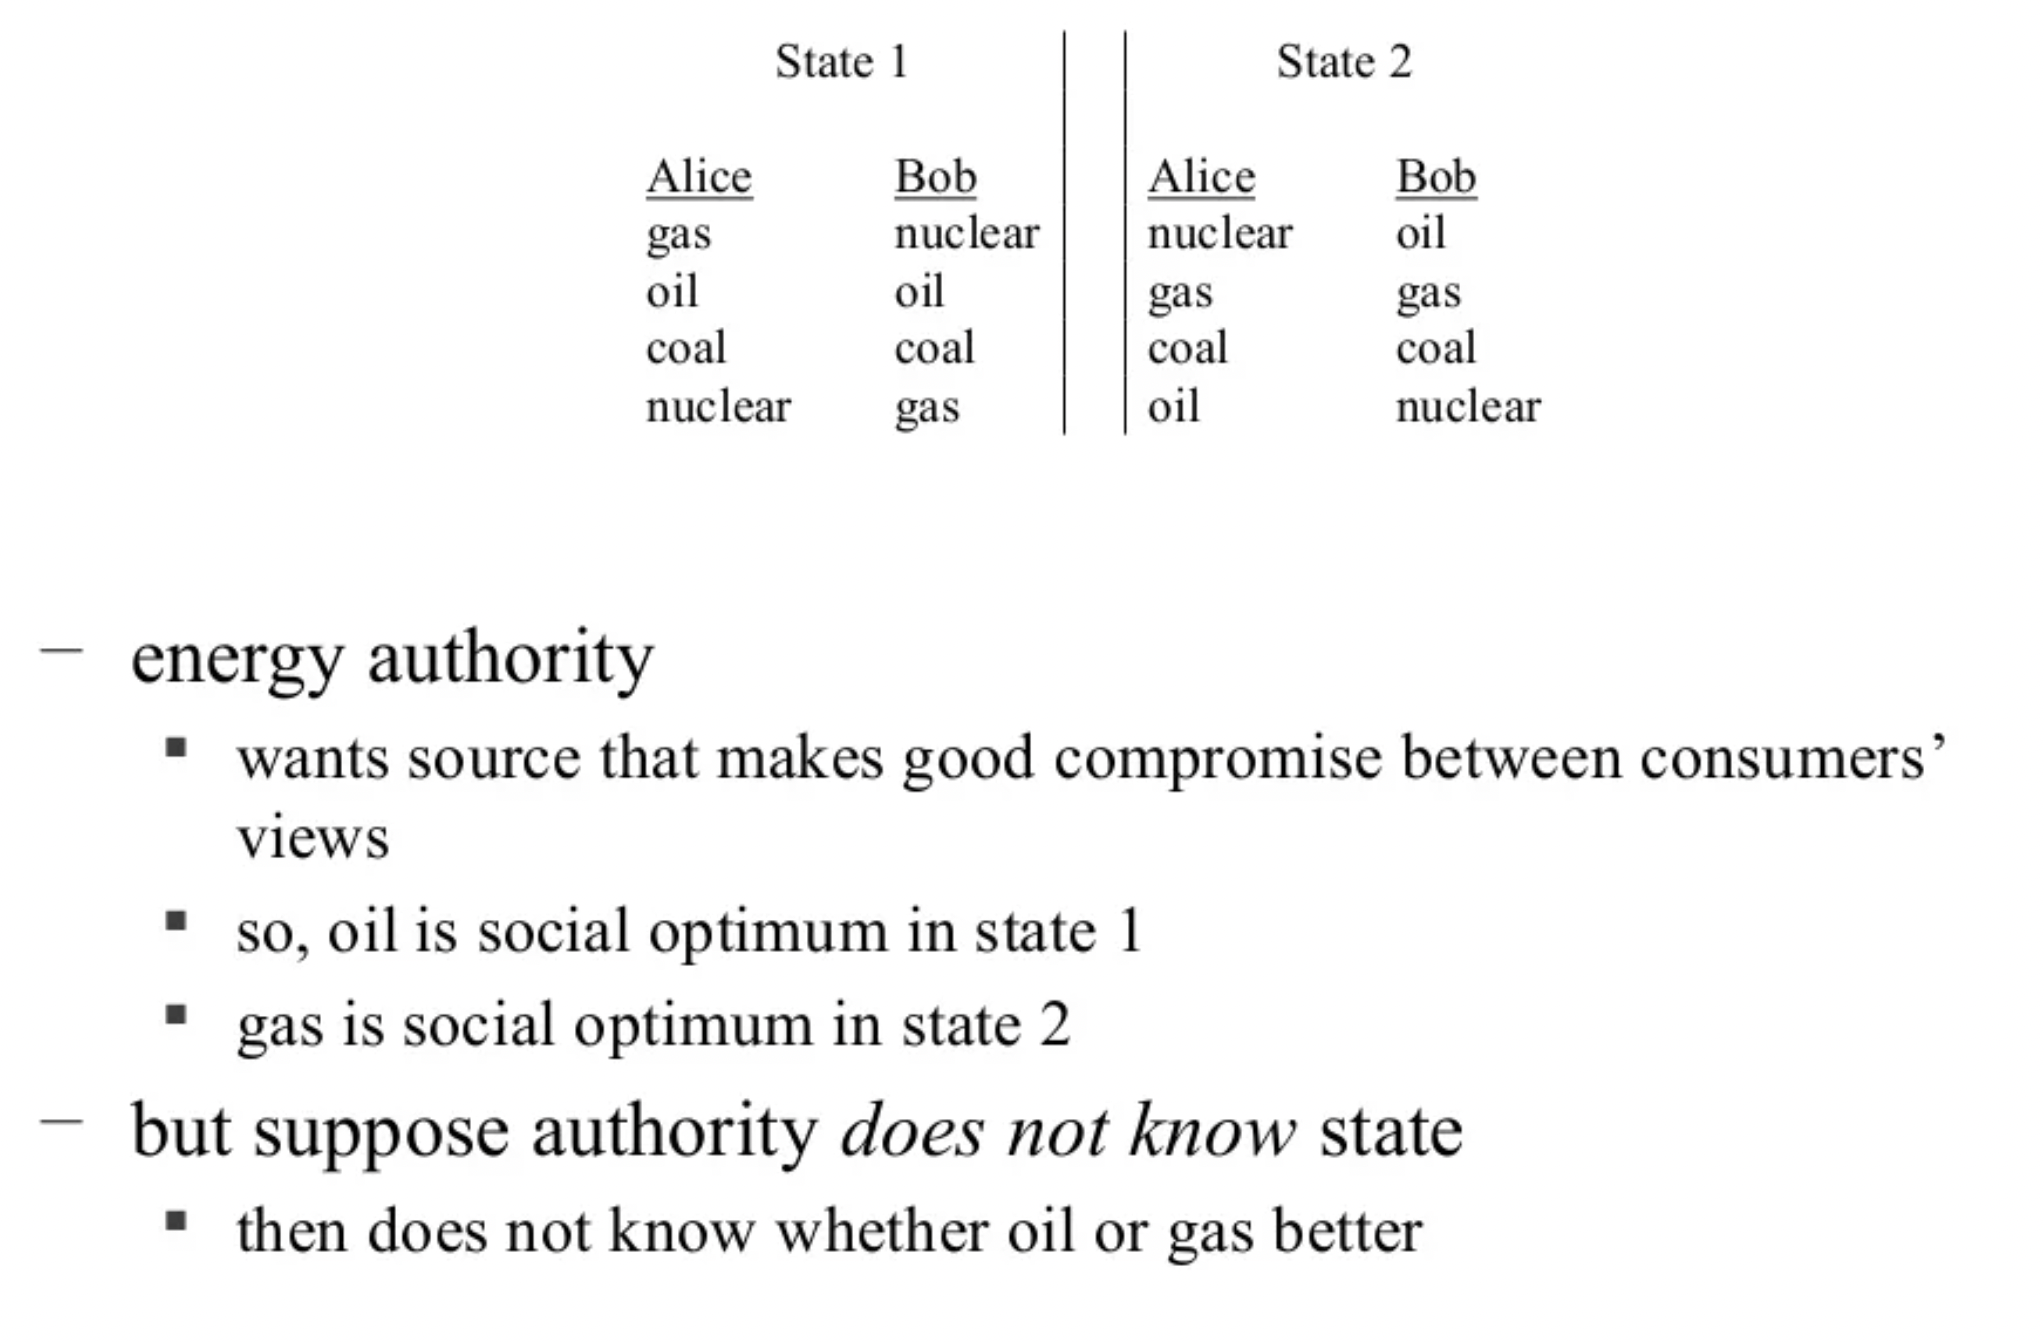 State 1 State 2
Alice Bob Alice Bob
gas nuclear nuclear oil
oil oil gas gas
coal coal coal coal
nuclear gas oil nuclear
– energy authority
▪ wants source that makes good compromise between consumers’
views
▪ so, oil is social optimum in state 1
▪ gas is social optimum in state 2
– but suppose authority does not know state
▪ then does not know whether oil or gas better